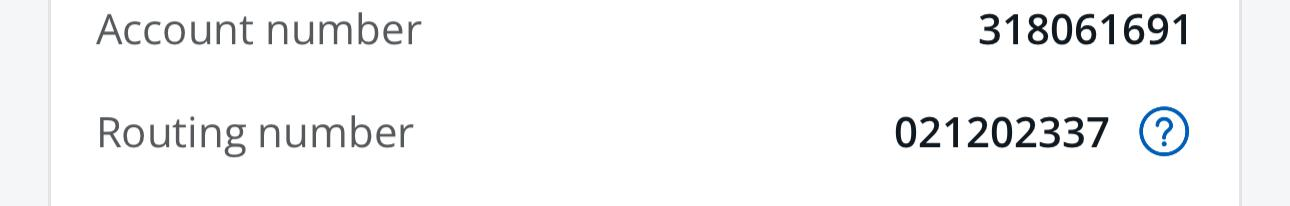 Account number 318061691
Routing number 021202337 ?